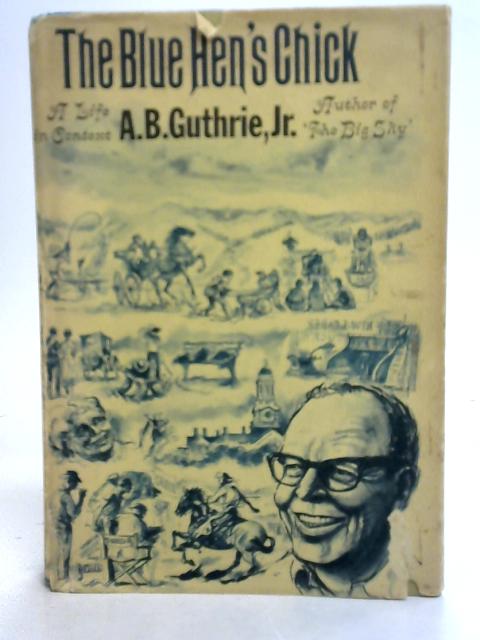 The Blue Hen's Chick
A Life in Context
A.B. Guthrie, Jr.
Author of 'The Big Sky'